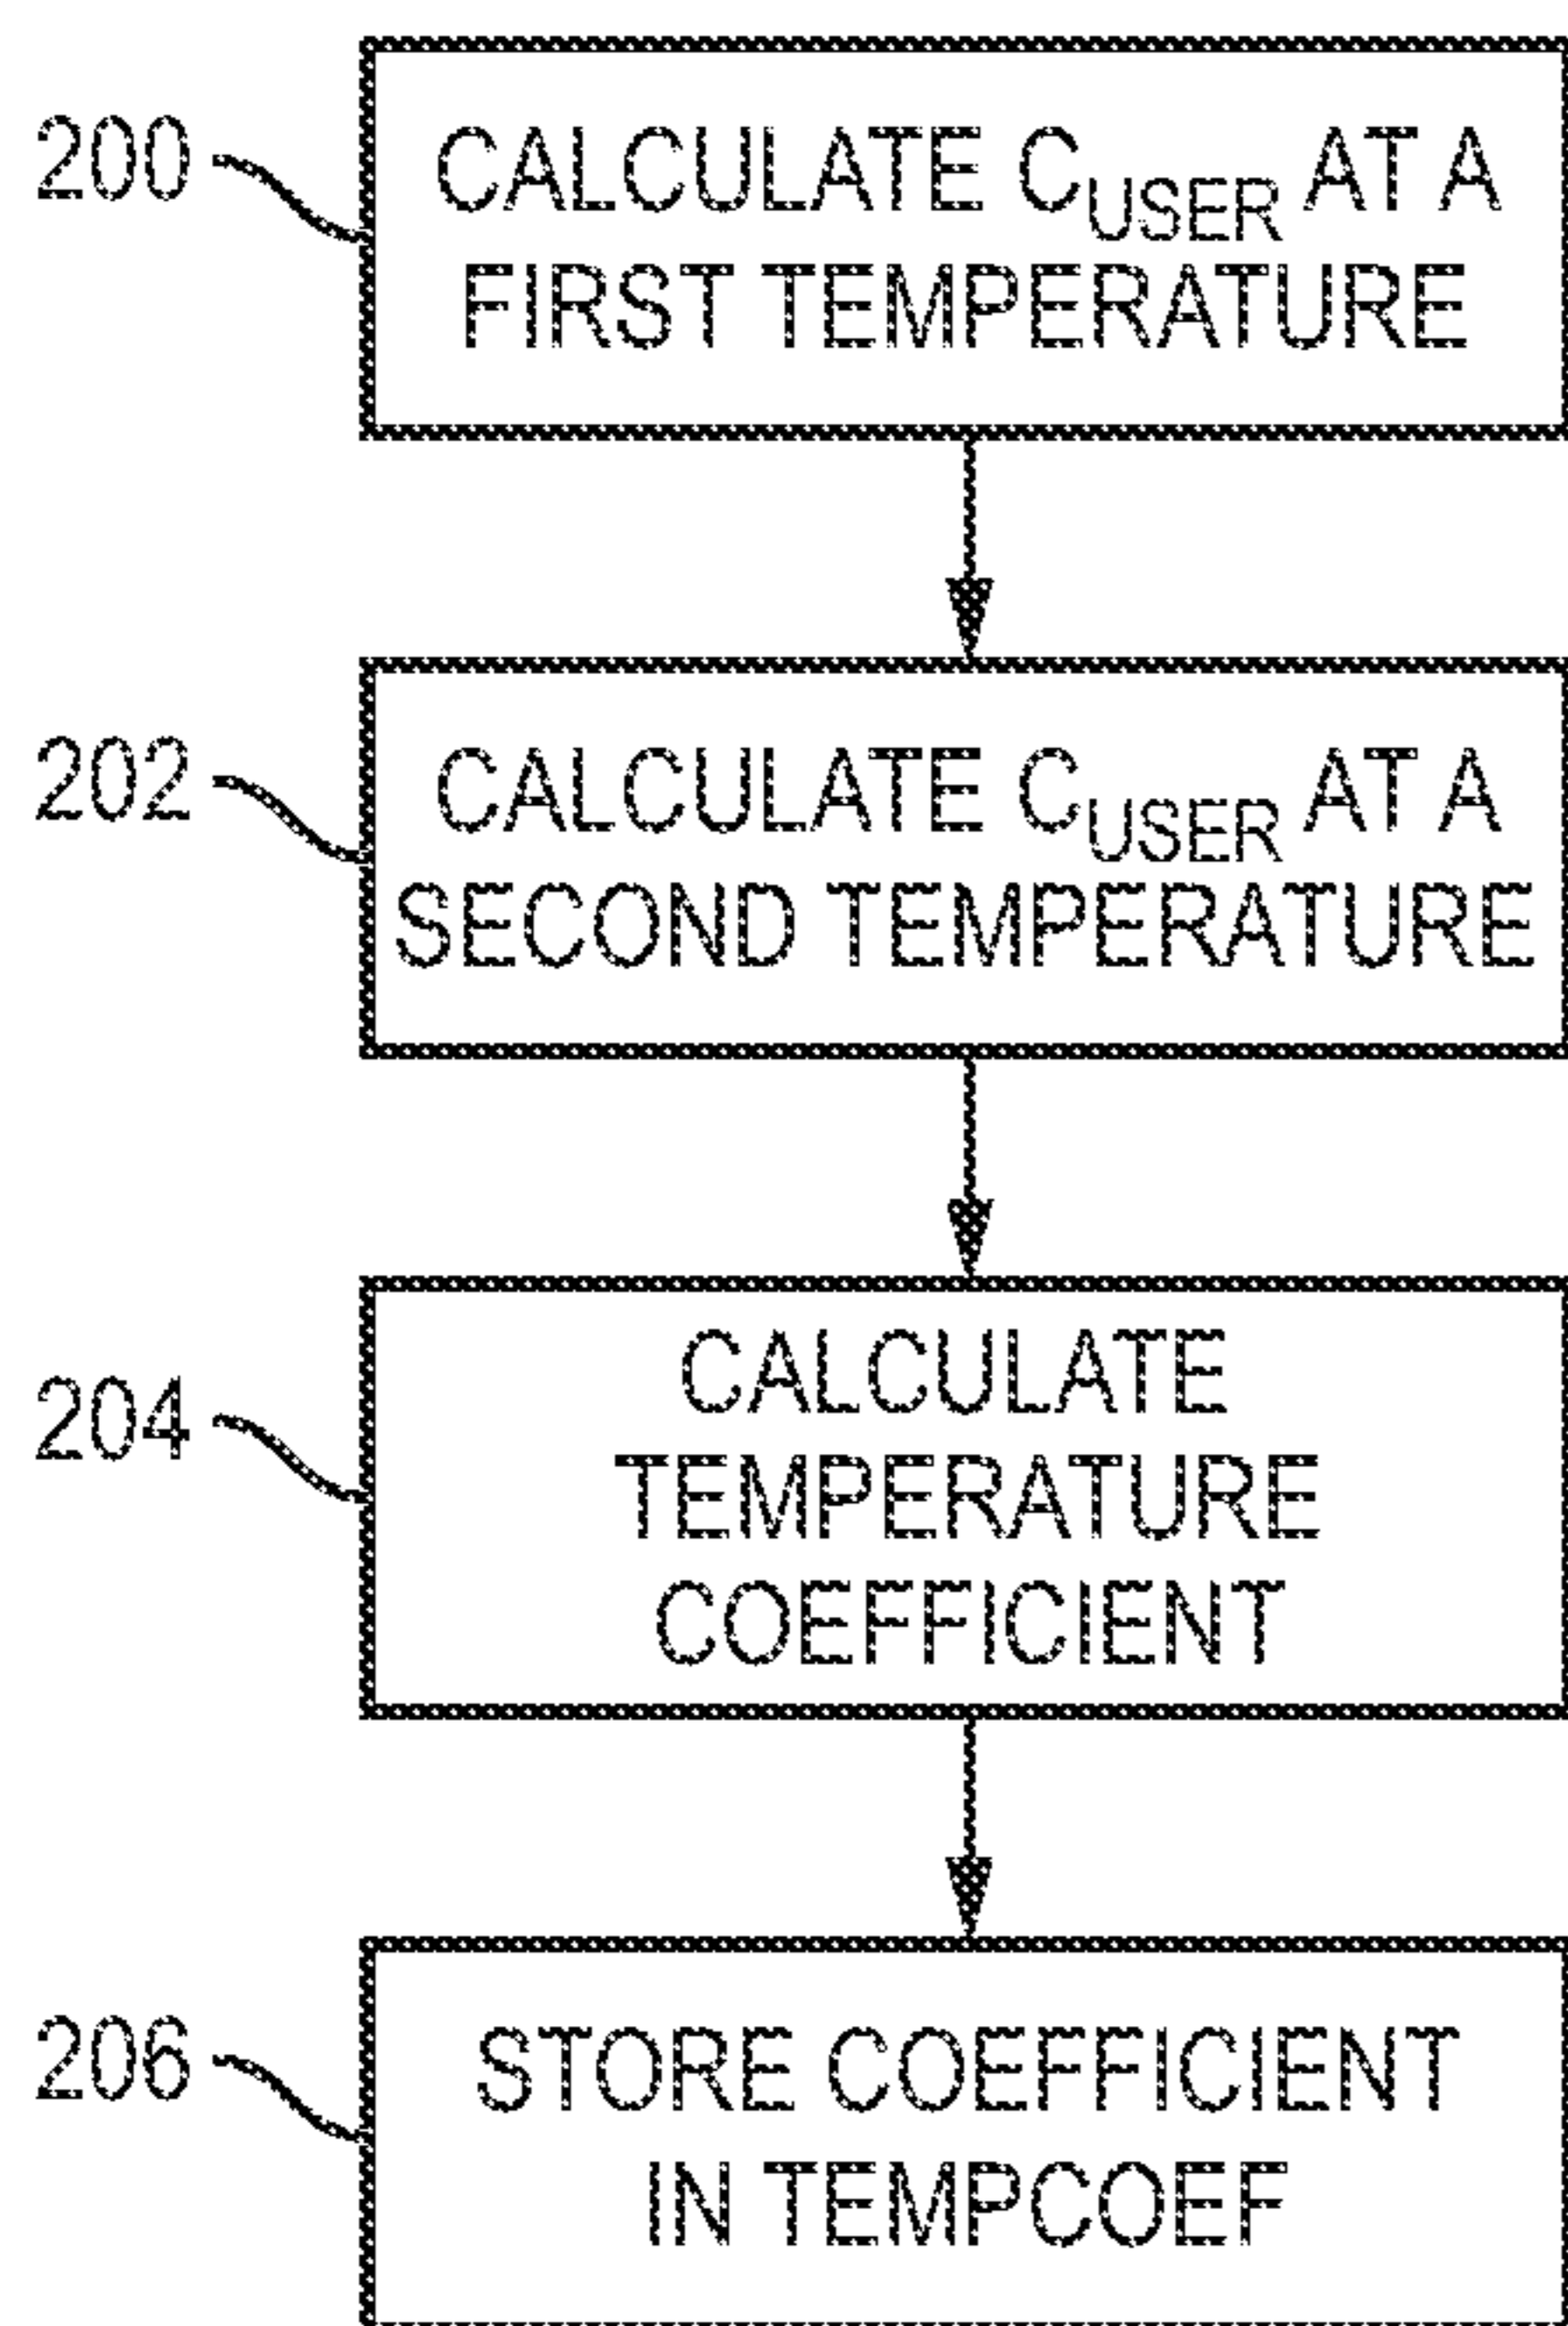 200
CALCULATE CUSER AT A
FIRST TEMPERATURE
202
CALCULATE CUSER AT A
SECOND TEMPERATURE
204
CALCULATE
TEMPERATURE
COEFFICIENT
206
STORE COEFFICIENT
IN TEMPCOEF